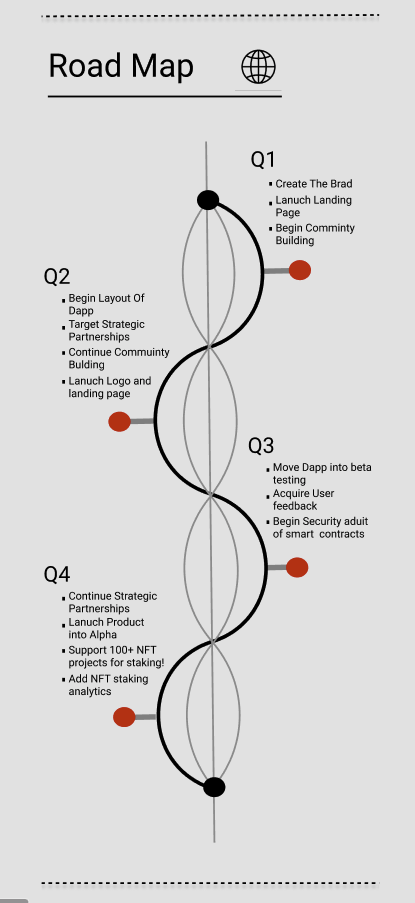 Road Map
Q1
Create The Brad
Lanuch Landing
Page
Begin Comminty
Building
Q2
Begin Layout Of
Dapp
Target Strategic
Partnerships
Continue Commuinty
Bulding
Lanuch Logo and
landing page
Q3
Move Dapp into beta
testing
Acquire User
feedback
Begin Security aduit
of smart contracts
Q4
Continue Strategic
Partnerships
Lanuch Product
into Alpha
Support 100+ NFT
projects for staking!
Add NFT staking
analytics